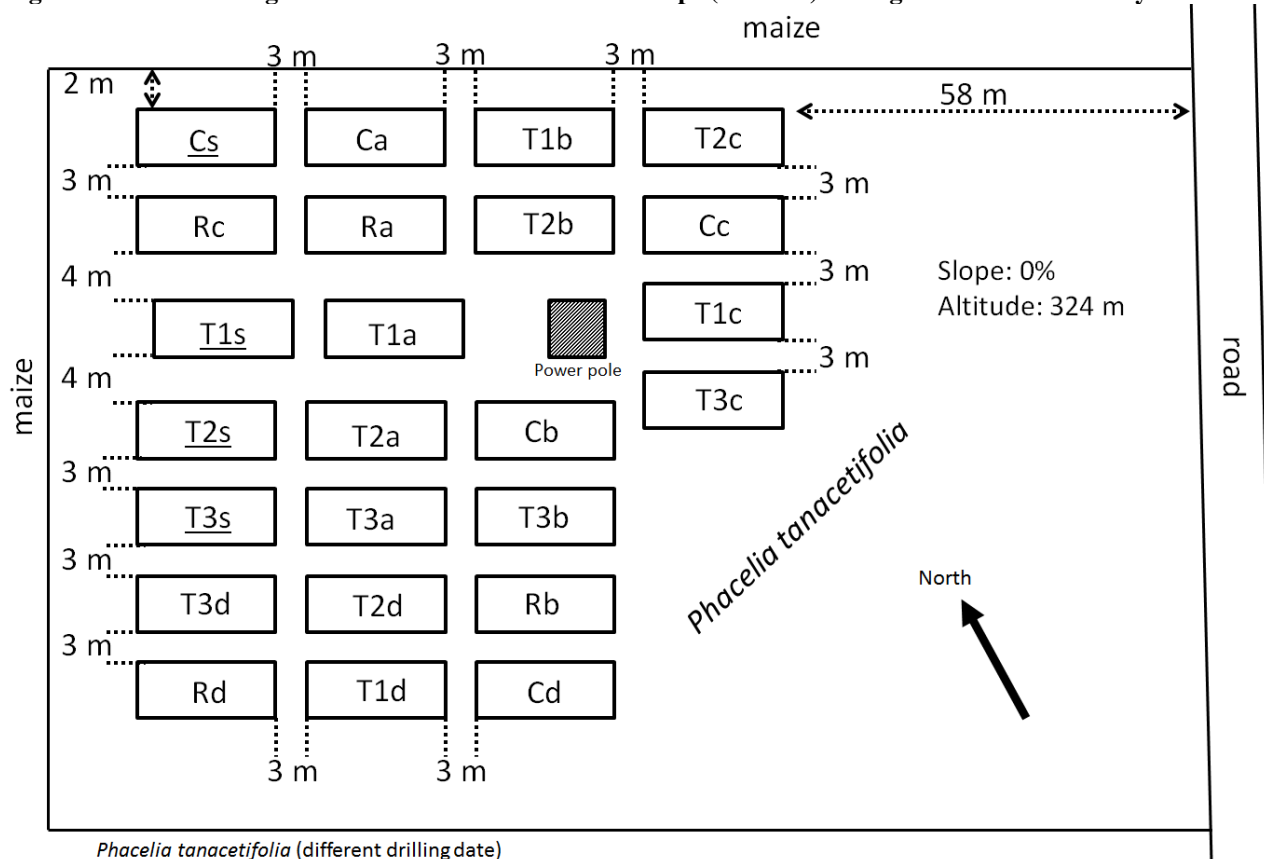 maize
3 m 3 m 3 m
2 m
58 m
Cs Ca T1b T2c
3 m 3 m
Rc Ra T2b Cc
4 m 3 m
Slope: 0%
Altitude: 324 m
T1s T1a T1c
Power pole
3 m
maize
road
4 m
T3c
T2s T2a Cb
3 m
T3s T3a T3b
Phacelia tanacetifolia
3 m
North
T3d T2d Rb
3 m
Rd T1d Cd
3 m 3 m
Phacelia tanacetifolia (different drilling date)